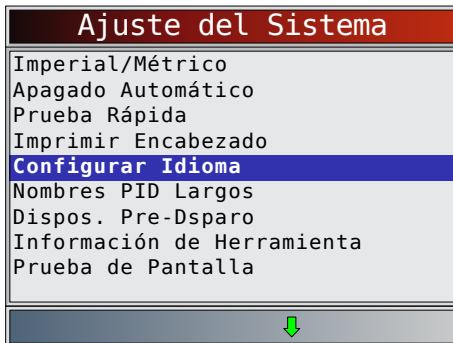 Ajuste del Sistema
Imperial/Métrico
Apagado Automático
Prueba Rápida
Imprimir Encabezado
Configurar Idioma
Nombres PID Largos
Dispos. Pre-Dsparo
Información de Herramienta
Prueba de Pantalla